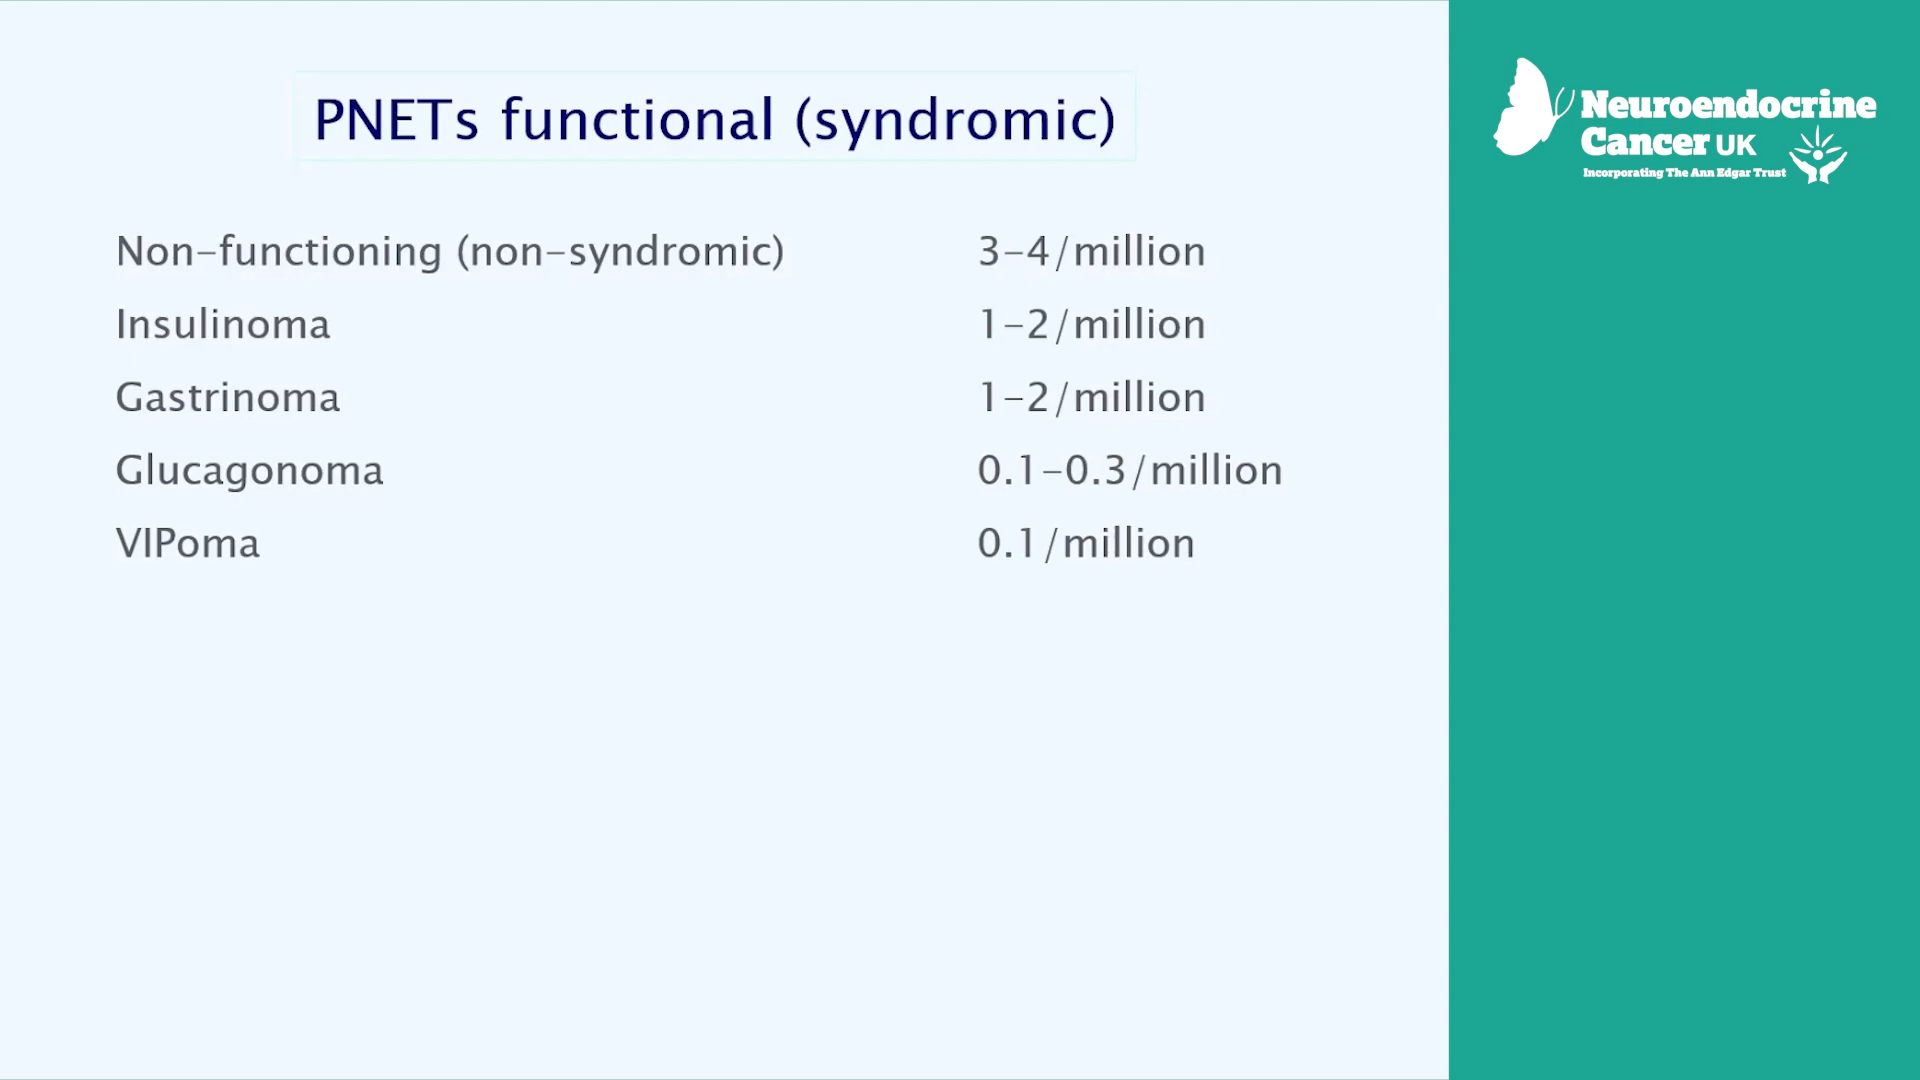 PNETs functional (syndromic)
Non-functioning (non-syndromic) 3-4/million
Insulinoma 1-2/million
Gastrinoma 1-2/million
Glucagonoma 0.1-0.3/million
VIPoma 0.1/million
Neuroendocrine
Cancer UK
Incorporating The Ann Edgar Trust